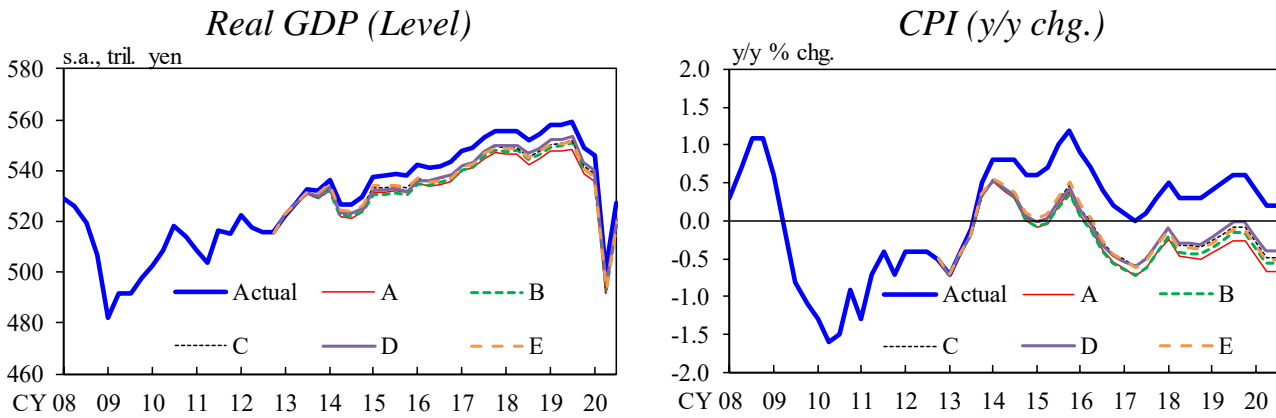 Real GDP (Level)
s.a., tril. yen
580
560
540
520
500
480
460
Actual
A
B
C
D
E
CY 08 09 10 11 12 13 14 15 16 17 18 19 20
CPI (y/y chg.)
y/y % chg.
2.0
1.5
1.0
0.5
0.0
-0.5
-1.0
-1.5
-2.0
Actual
A
B
C
D
E
CY 08 09 10 11 12 13 14 15 16 17 18 19 20